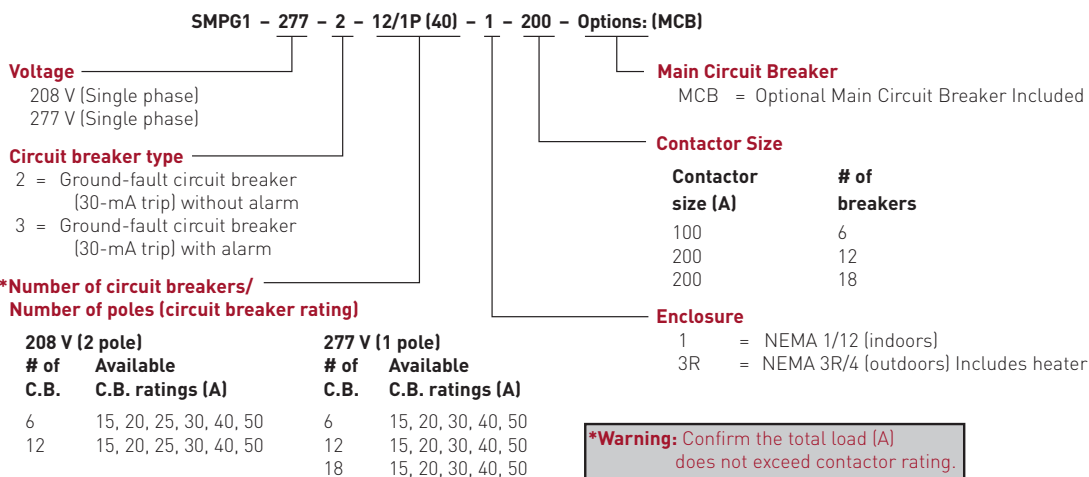 SMPG1 – 277 – 2 – 12/1P (40) – 1 – 200 – Options: (MCB)
Voltage
208 V (Single phase)
277 V (Single phase)
Circuit breaker type
2 = Ground-fault circuit breaker
(30-mA trip) without alarm
3 = Ground-fault circuit breaker
(30-mA trip) with alarm
*Number of circuit breakers/
Number of poles (circuit breaker rating)
208 V (2 pole)
# of Available
C.B. C.B. ratings (A)
6 15, 20, 25, 30, 40, 50
12 15, 20, 25, 30, 40, 50
277 V (1 pole)
# of Available
C.B. C.B. ratings (A)
6 15, 20, 30, 40, 50
12 15, 20, 30, 40, 50
18 15, 20, 30, 40, 50
Main Circuit Breaker
MCB = Optional Main Circuit Breaker Included
Contactor Size
Contactor # of
size (A) breakers
100 6
200 12
200 18
Enclosure
1 = NEMA 1/12 (indoors)
3R = NEMA 3R/4 (outdoors) Includes heater
*Warning: Confirm the total load (A)
does not exceed contactor rating.